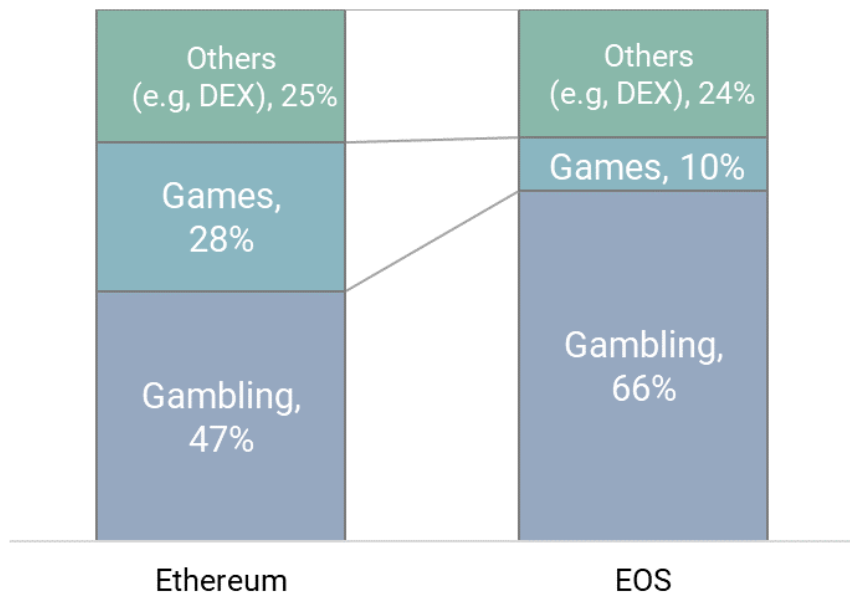 Others
(e.g, DEX), 25%
Games,
28%
Gambling,
47%
Others
(e.g, DEX), 24%
Games, 10%
Gambling,
66%
Ethereum
EOS